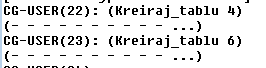 CG-USER(22): (Kreiraj_tablu 4)
(- - - - - - - - - - ...)
CG-USER(23): (Kreiraj_tablu 6)
(- - - - - - - - - - ...)